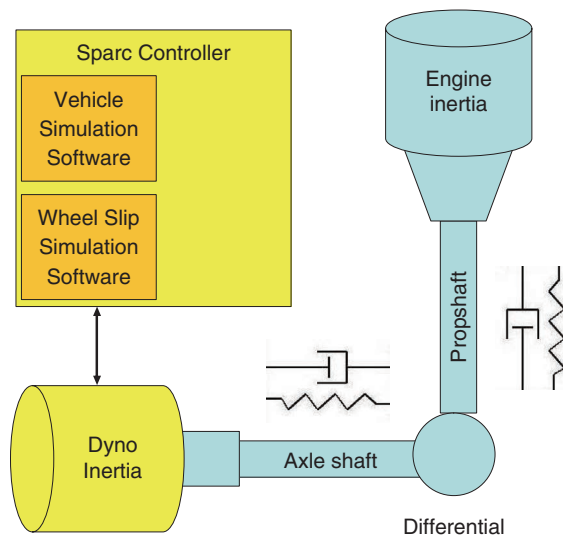 Sparc Controller
Vehicle
Simulation
Software
Wheel Slip
Simulation
Software
Engine
inertia
Propshaft
Dyno
Inertia
Axle shaft
Differential